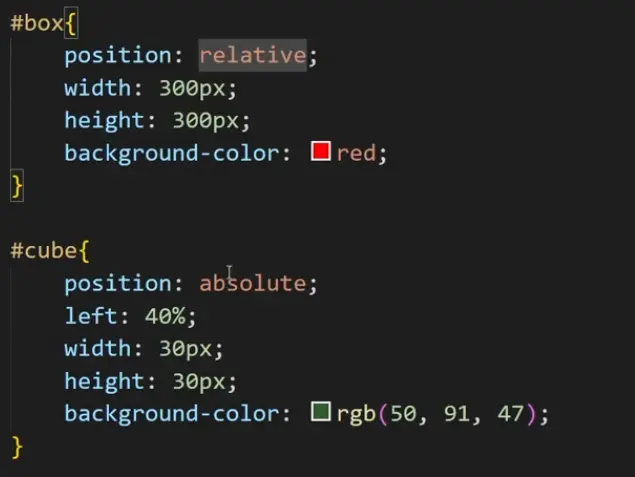 #box{
    position: relative;
    width: 300px;
    height: 300px;
    background-color: red;
}
#cube{
    position: absolute;
    left: 40%;
    width: 30px;
    height: 30px;
    background-color: rgb(50, 91, 47);
}